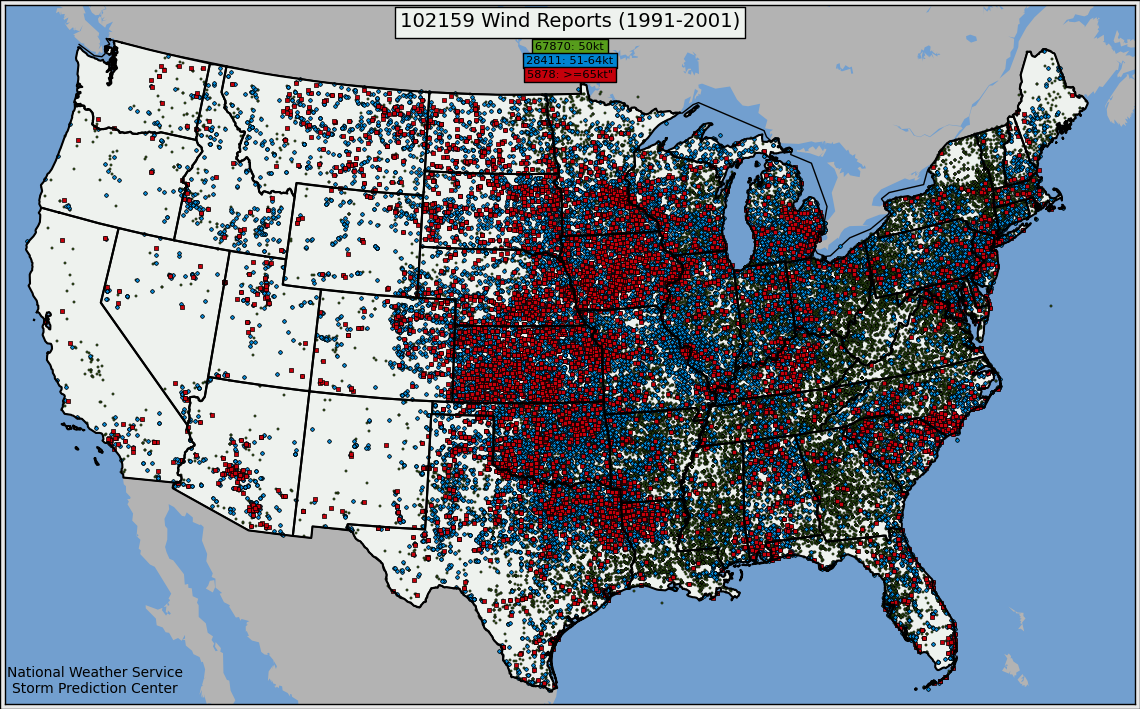 102159 Wind Reports (1991-2001)
67870: 50kt
28411: 51-64kt
5878: >=65kt"
National Weather Service
Storm Prediction Center